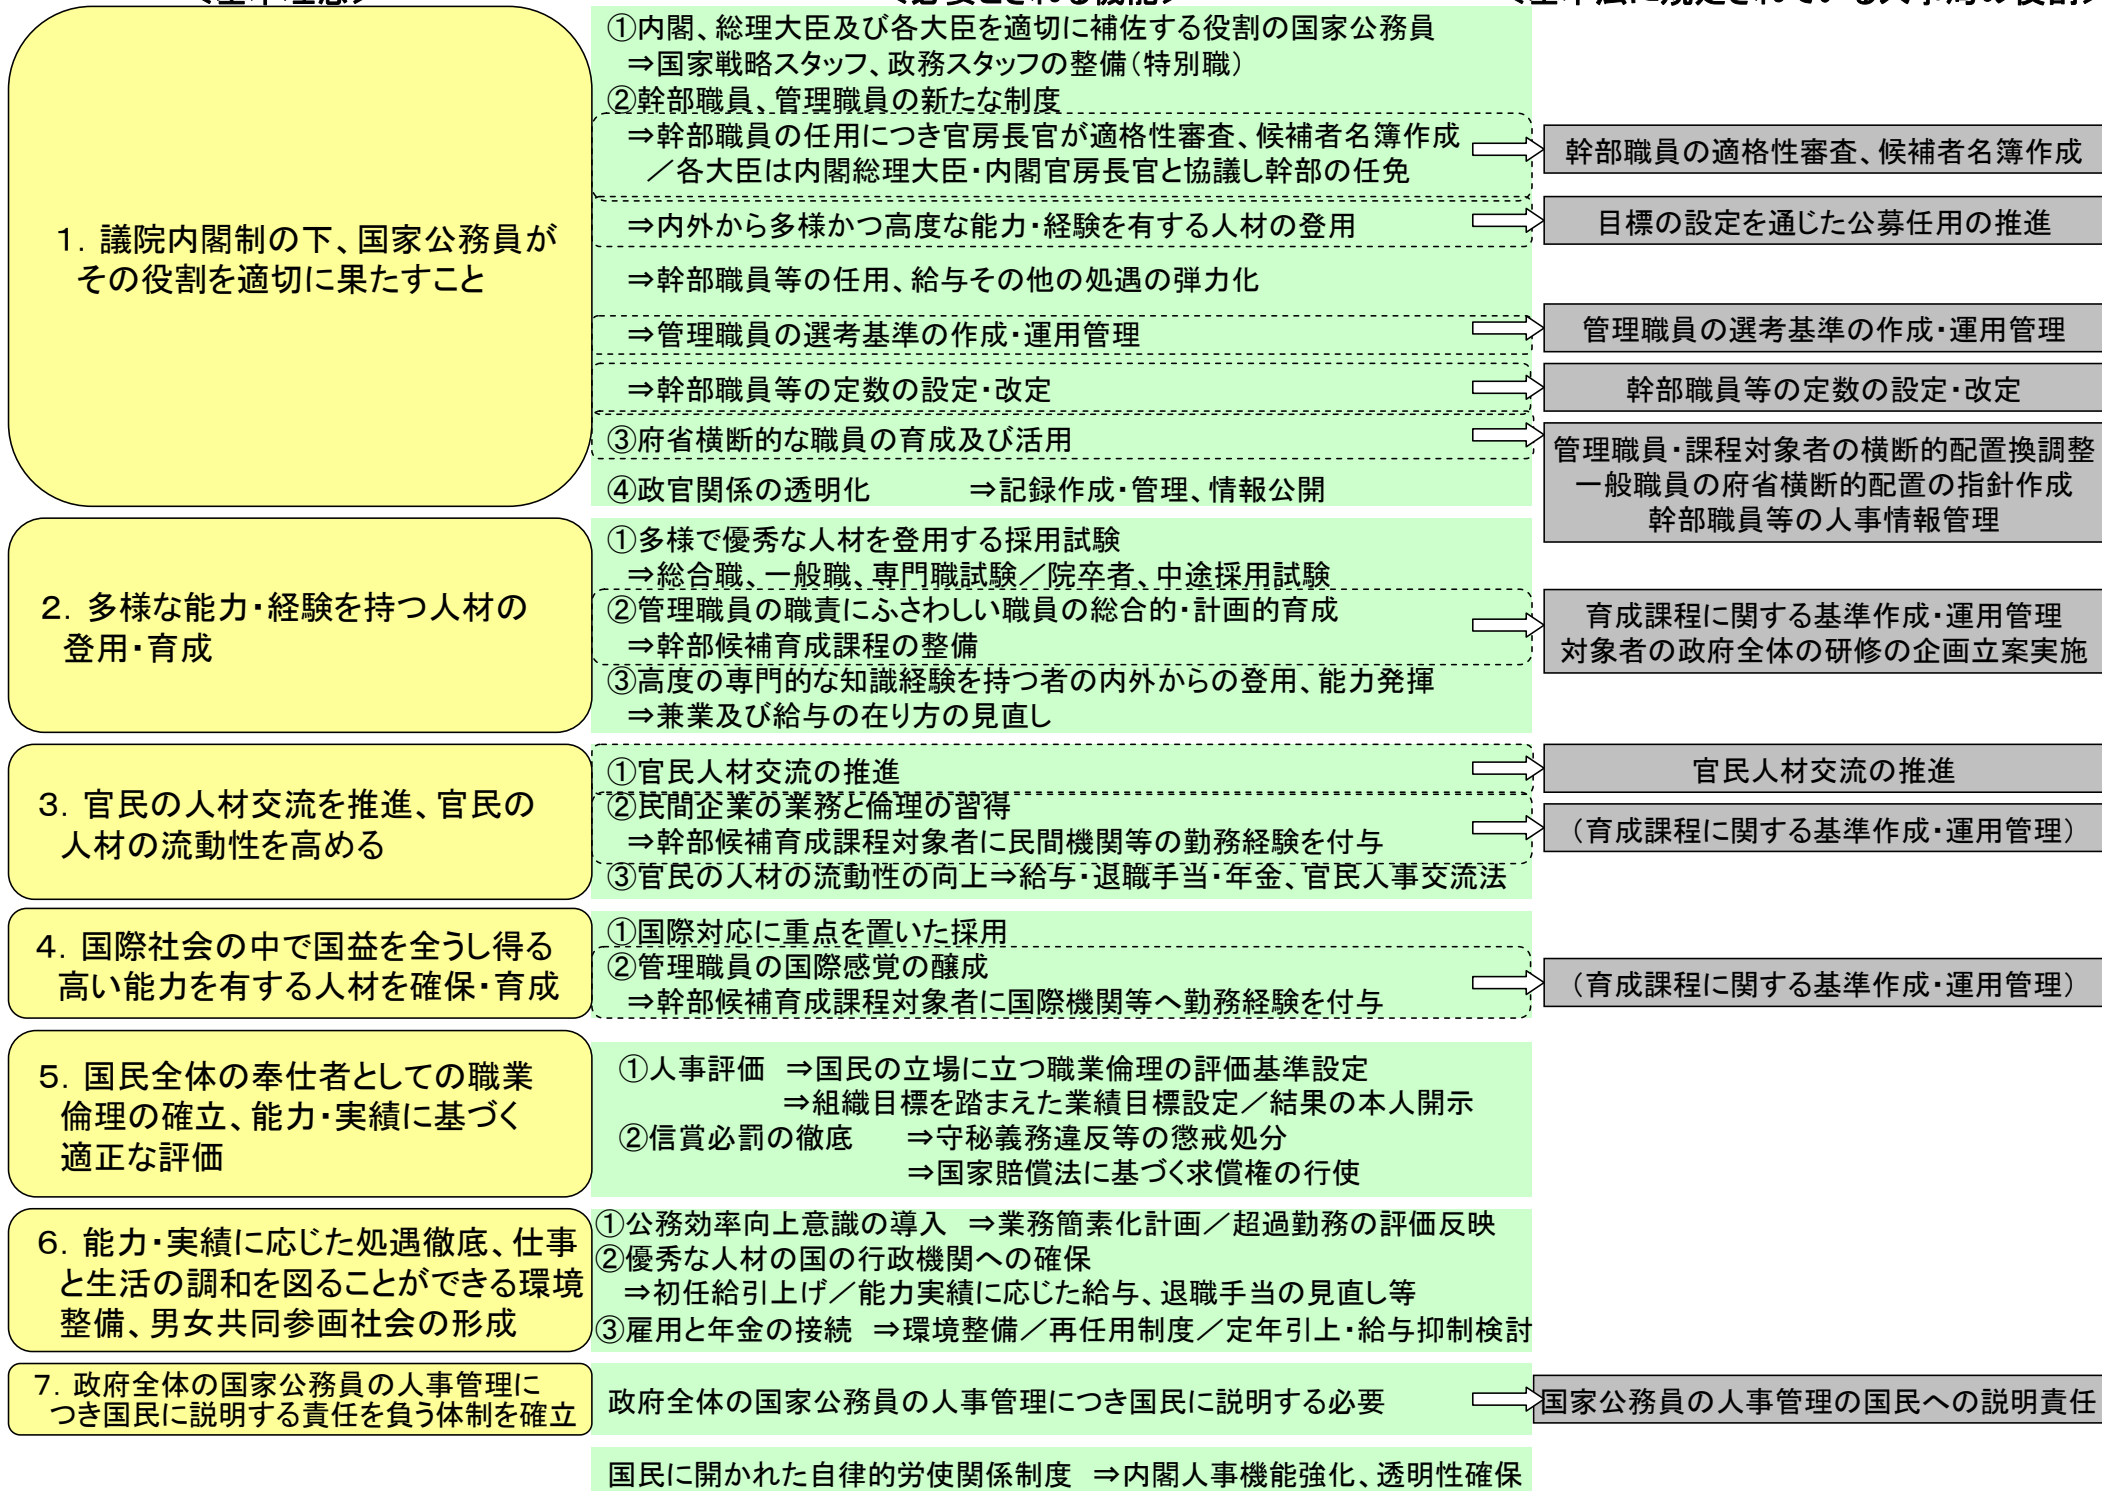 ＜基本理念＞
＜必要とされる機能＞
＜基本法に規定されている人事局の役割＞
1．議院内閣制の下、国家公務員が
その役割を適切に果たすこと
①内閣、総理大臣及び各大臣を適切に補佐する役割の国家公務員
⇒国家戦略スタッフ、政務スタッフの整備（特別職）
②幹部職員、管理職員の新たな制度
⇒幹部職員の任用につき官房長官が適格性審査、候補者名簿作成
／各大臣は内閣総理大臣・内閣官房長官と協議し幹部の任免
⇒内外から多様かつ高度な能力・経験を有する人材の登用
⇒幹部職員等の任用、給与その他の処遇の弾力化
⇒管理職員の選考基準の作成・運用管理
⇒幹部職員等の定数の設定・改定
③府省横断的な職員の育成及び活用
④政官関係の透明化　⇒記録作成・管理、情報公開
幹部職員の適格性審査、候補者名簿作成
目標の設定を通じた公募任用の推進
管理職員の選考基準の作成・運用管理
幹部職員等の定数の設定・改定
管理職員・課程対象者の横断的配置換調整
一般職員の府省横断的配置の指針作成
幹部職員等の人事情報管理
2．多様な能力・経験を持つ人材の
登用・育成
①多様で優秀な人材を登用する採用試験
⇒総合職、一般職、専門職試験／院卒者、中途採用試験
②管理職員の職責にふさわしい職員の総合的・計画的育成
⇒幹部候補育成課程の整備
③高度の専門的な知識経験を持つ者の内外からの登用、能力発揮
⇒兼業及び給与の在り方の見直し
育成課程に関する基準作成・運用管理
対象者の政府全体の研修の企画立案実施
3．官民の人材交流を推進、官民の
人材の流動性を高める
①官民人材交流の推進
②民間企業の業務と倫理の習得
⇒幹部候補育成課程対象者に民間機関等の勤務経験を付与
③官民の人材の流動性の向上⇒給与・退職手当・年金、官民人事交流法
官民人材交流の推進
（育成課程に関する基準作成・運用管理）
4．国際社会の中で国益を全うし得る
高い能力を有する人材を確保・育成
①国際対応に重点を置いた採用
②管理職員の国際感覚の醸成
⇒幹部候補育成課程対象者に国際機関等へ勤務経験を付与
（育成課程に関する基準作成・運用管理）
5．国民全体の奉仕者としての職業
倫理の確立、能力・実績に基づく
適正な評価
①人事評価　⇒国民の立場に立つ職業倫理の評価基準設定
⇒組織目標を踏まえた業績目標設定／結果の本人開示
②信賞必罰の徹底　⇒守秘義務違反等の懲戒処分
⇒国家賠償法に基づく求償権の行使
6．能力・実績に応じた処遇徹底、仕事
と生活の調和を図ることができる環境
整備、男女共同参画社会の形成
①公務効率向上意識の導入　⇒業務簡素化計画／超過勤務の評価反映
②優秀な人材の国の行政機関への確保
⇒初任給引上げ／能力実績に応じた給与、退職手当の見直し等
③雇用と年金の接続　⇒環境整備／再任用制度／定年引上・給与抑制検討
7．政府全体の国家公務員の人事管理に
つき国民に説明する責任を負う体制を確立
政府全体の国家公務員の人事管理につき国民に説明する必要
国家公務員の人事管理の国民への説明責任
国民に開かれた自律的労使関係制度　⇒内閣人事機能強化、透明性確保